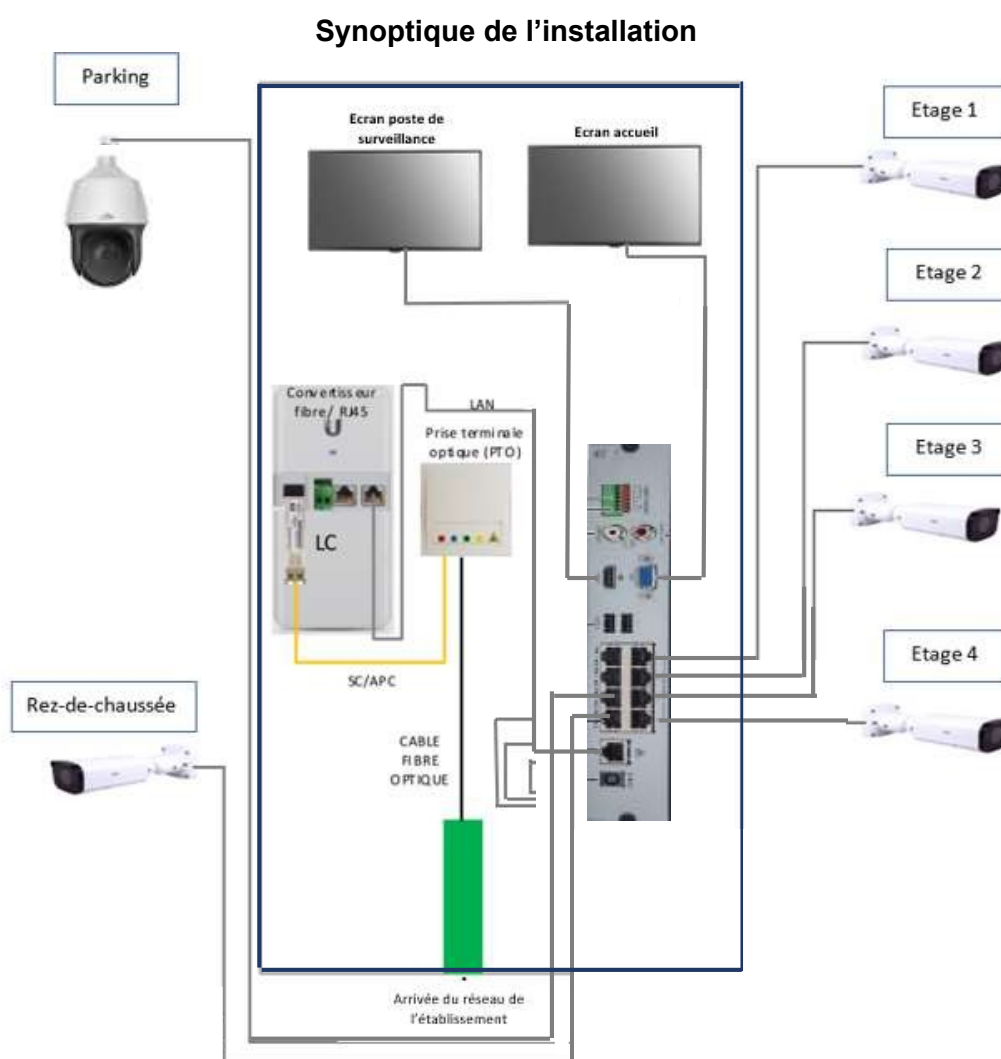 Synoptique de l’installation
Parking
Ecran poste de
surveillance
Ecran accueil
Etage 1
Etage 2
Convertisseur
fibre/ RJ45
LAN
Prise terminale
optique (PTO)
Etage 3
LC
SC/APC
Etage 4
Rez-de-chaussée
CABLE
FIBRE
OPTIQUE
Arrivée du réseau de
l’établissement